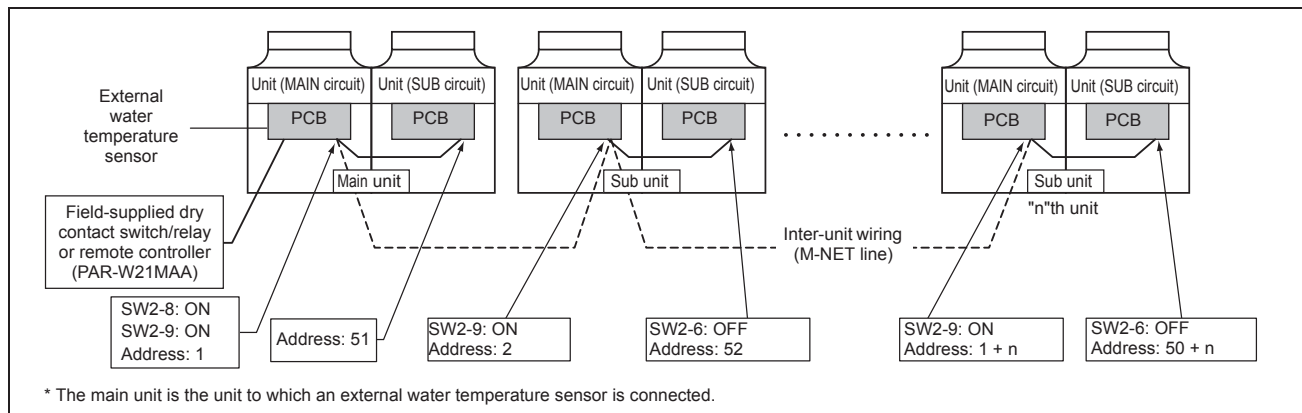 Unit (MAIN circuit)
Unit (SUB circuit)
Unit (MAIN circuit)
Unit (SUB circuit)
Unit (MAIN circuit)
Unit (SUB circuit)
External
water
temperature
sensor
PCB
PCB
PCB
PCB
PCB
PCB
Main unit
Sub unit
Sub unit
"n"th unit
Field-supplied dry
contact switch/relay
or remote controller
(PAR-W21MAA)
Inter-unit wiring
(M-NET line)
SW2-8: ON
SW2-9: ON
Address: 1
Address: 51
SW2-9: ON
Address: 2
SW2-6: OFF
Address: 52
SW2-9: ON
Address: 1 + n
SW2-6: OFF
Address: 50 + n
* The main unit is the unit to which an external water temperature sensor is connected.